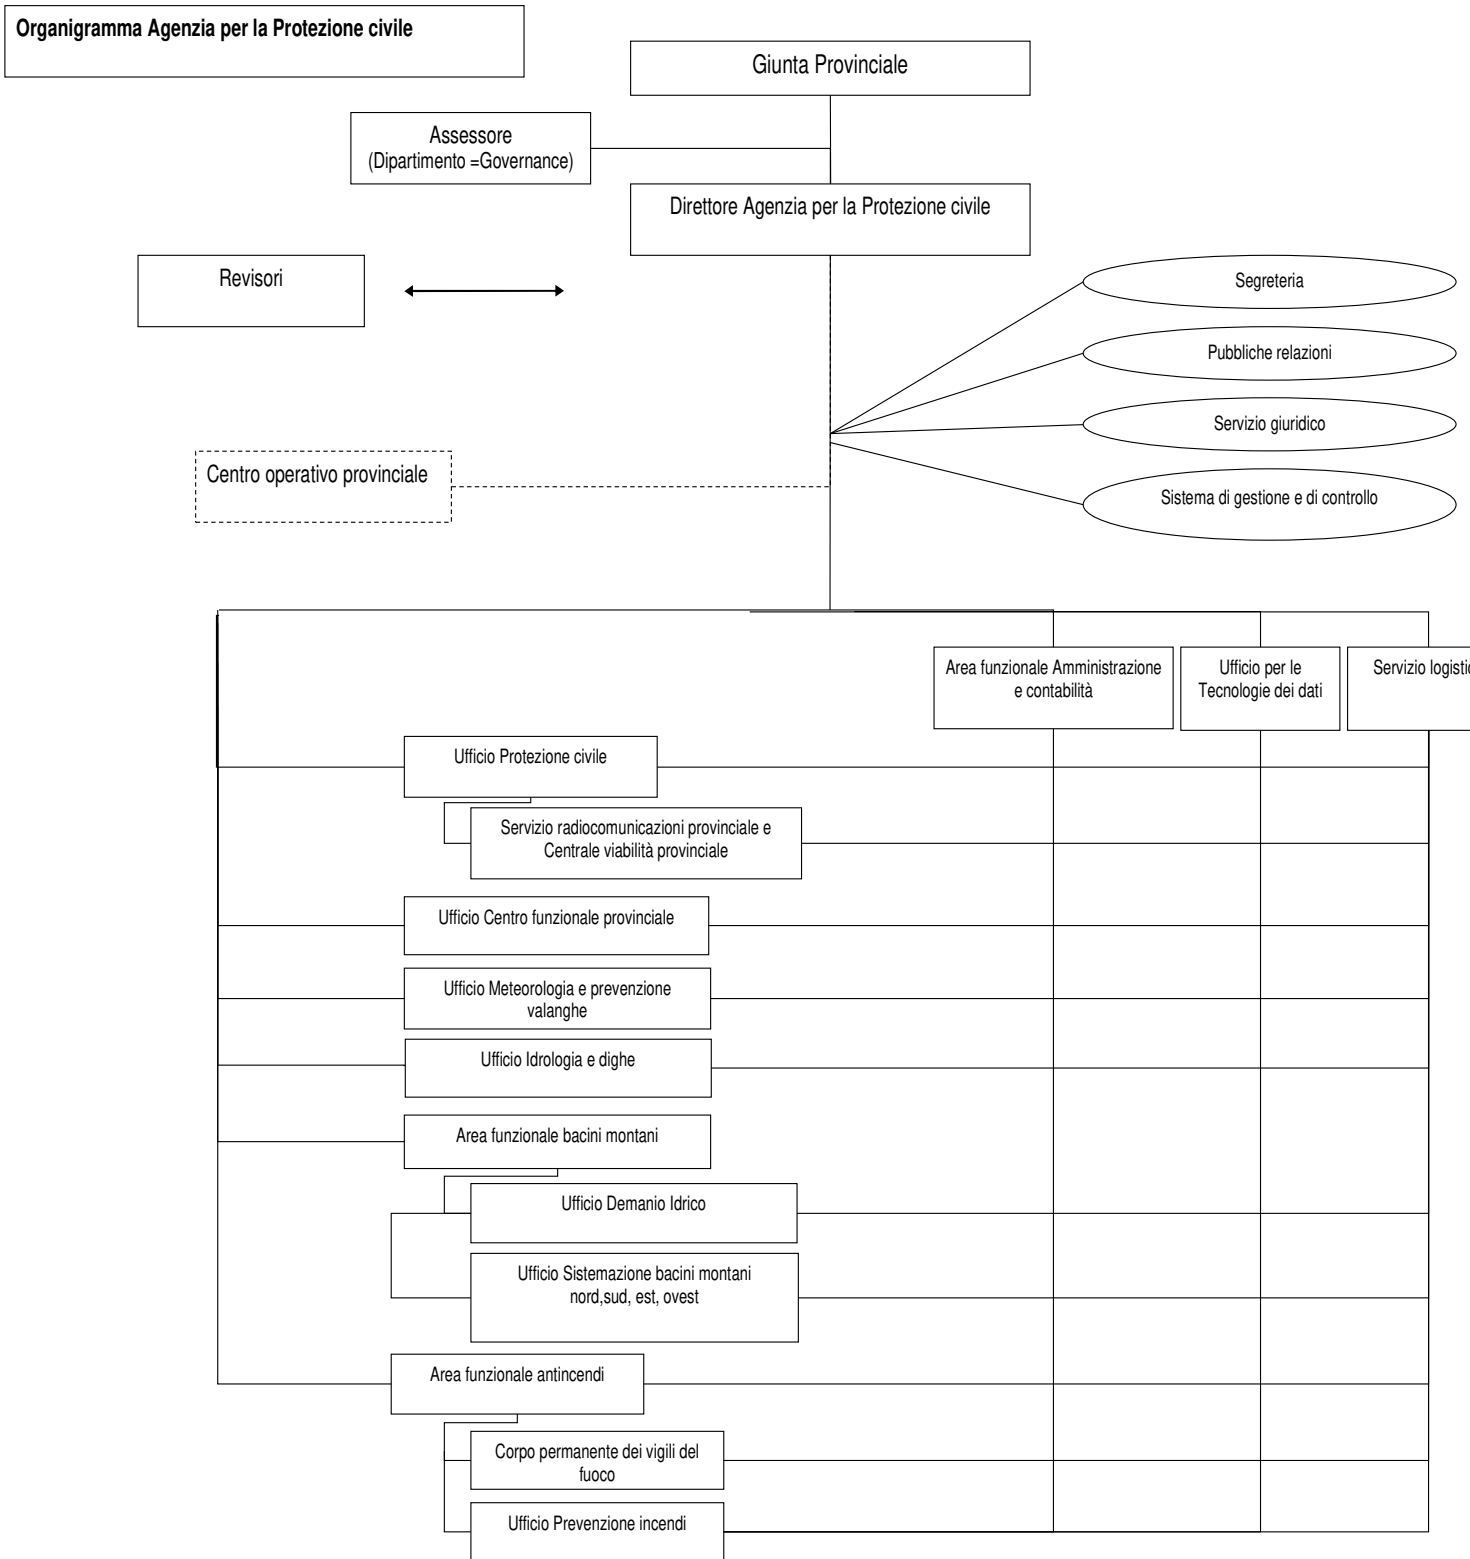 Organigramma Agenzia per la Protezione civile
Giunta Provinciale
Assessore
(Dipartimento =Governance)
Direttore Agenzia per la Protezione civile
Revisori
Segreteria
Pubbliche relazioni
Servizio giuridico
Centro operativo provinciale
Sistema di gestione e di controllo
Area funzionale Amministrazione
e contabilità
Ufficio per le
Tecnologie dei dati
Servizio logistic
Ufficio Protezione civile
Servizio radiocomunicazioni provinciale e
Centrale viabilità provinciale
Ufficio Centro funzionale provinciale
Ufficio Meteorologia e prevenzione
valanghe
Ufficio Idrologia e dighe
Area funzionale bacini montani
Ufficio Demanio Idrico
Ufficio Sistemazione bacini montani
nord,sud, est, ovest
Area funzionale antincendi
Corpo permanente dei vigili del
fuoco
Ufficio Prevenzione incendi